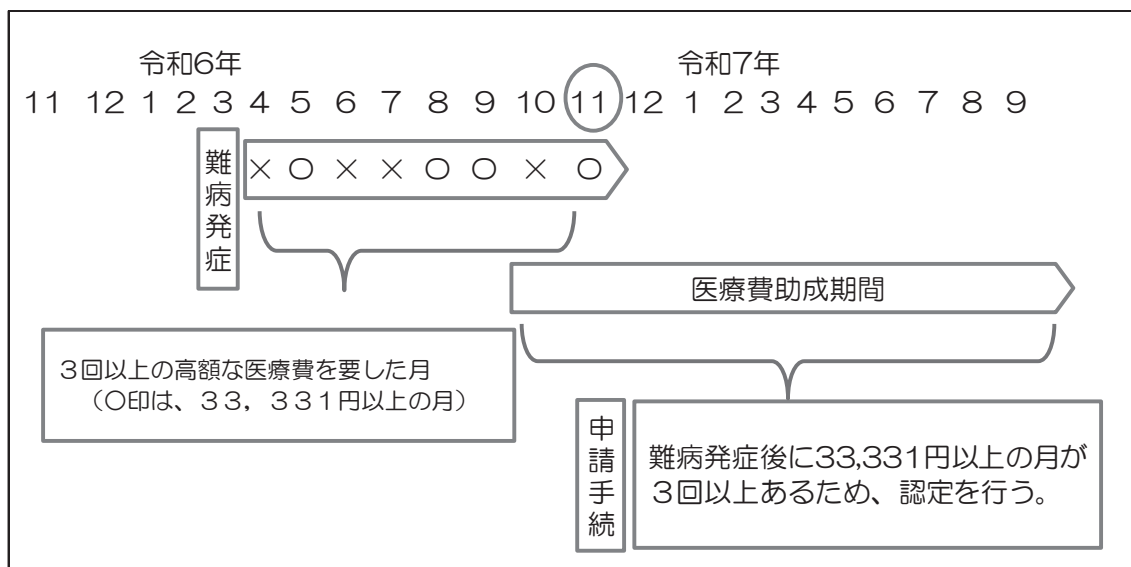 令和6年 令和7年
11 12 1 2 3 4 5 6 7 8 9 10 11 12 1 2 3 4 5 6 7 8 9
難病発症
× ○ × × ○ ○ × ○
医療費助成期間
３回以上の高額な医療費を要した月
（○印は、３３，３３１円以上の月）
申請手続
難病発症後に33,331円以上の月が
３回以上あるため、認定を行う。